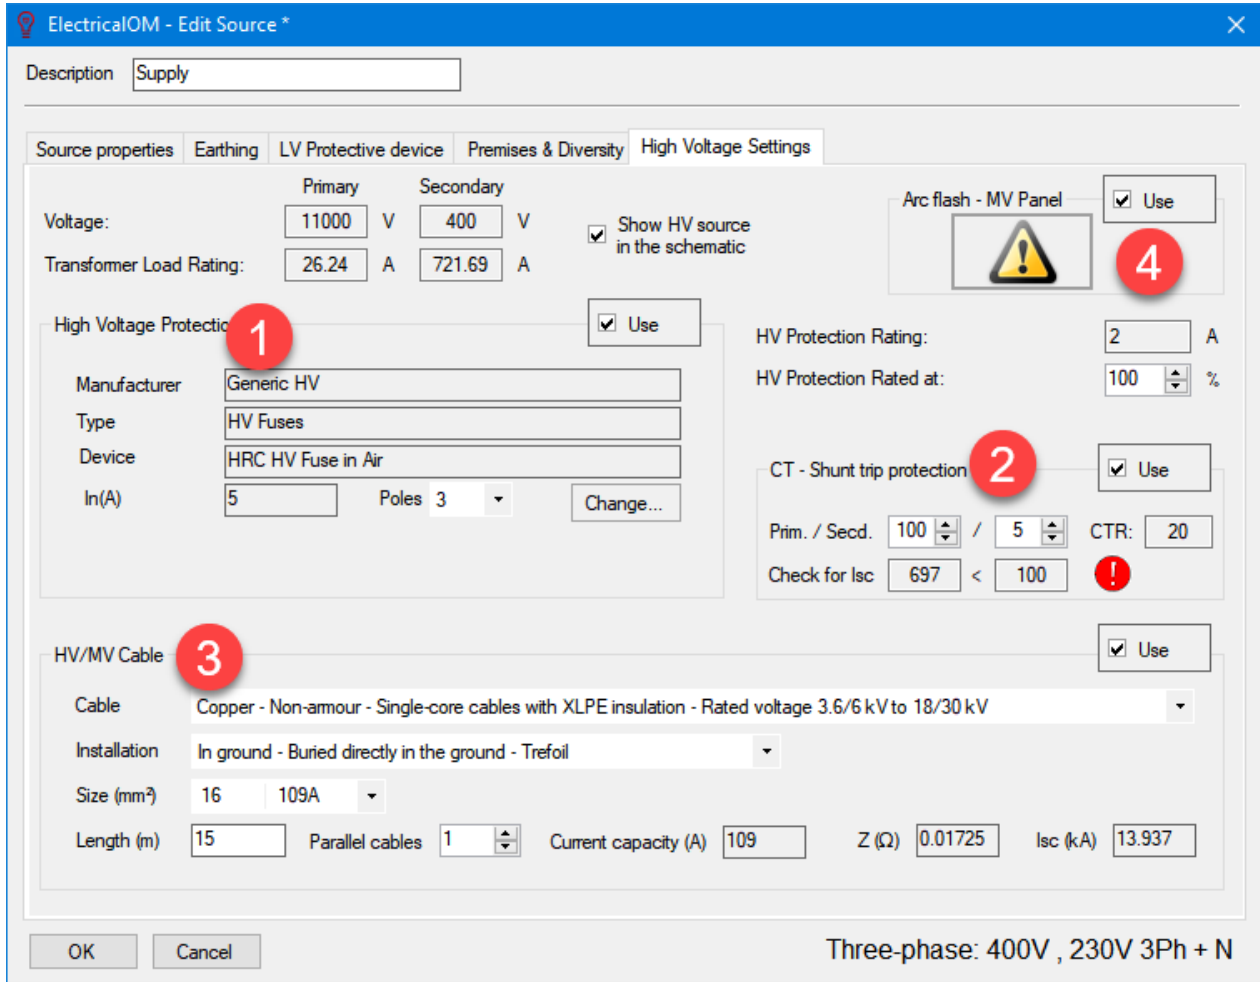 ElectricalOM - Edit Source *
Description Supply
Source properties Earthing LV Protective device Premises & Diversity High Voltage Settings
Primary Secondary
Voltage: 11000 V 400 V
Transformer Load Rating: 26.24 A 721.69 A
Show HV source
in the schematic
Arc flash - MV Panel Use
4
High Voltage Protectio Use
1
Manufacturer Generic HV
Type HV Fuses
Device HRC HV Fuse in Air
In(A) 5 Poles 3 Change...
HV Protection Rating: 2 A
HV Protection Rated at: 100 %
CT - Shunt trip protection 2 Use
Prim. / Secd. 100 / 5 CTR: 20
Check for Isc 697 < 100 !
HV/MV Cable 3 Use
Cable Copper - Non-armour - Single-core cables with XLPE insulation - Rated voltage 3.6/6 kV to 18/30 kV
Installation In ground - Buried directly in the ground - Trefoil
Size (mm²) 16 109A
Length (m) 15 Parallel cables 1 Current capacity (A) 109 Z (Ω) 0.01725 Isc (kA) 13.937
OK Cancel Three-phase: 400V , 230V 3Ph + N